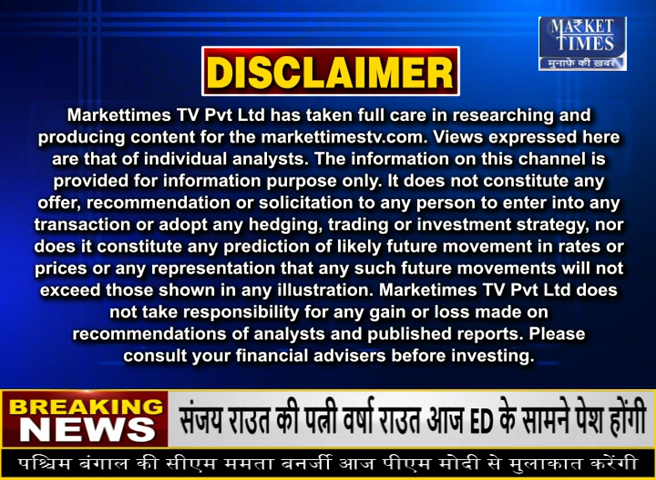 MARKET
TIMES
मुनाफे की ख़बर
DISCLAIMER
Markettimes TV Pvt Ltd has taken full care in researching and
producing content for the markettimestv.com. Views expressed here
are that of individual analysts. The information on this channel is
provided for information purpose only. It does not constitute any
offer, recommendation or solicitation to any person to enter into any
transaction or adopt any hedging, trading or investment strategy, nor
does it constitute any prediction of likely future movement in rates or
prices or any representation that any such future movements will not
exceed those shown in any illustration. Marketimes TV Pvt Ltd does
not take responsibility for any gain or loss made on
recommendations of analysts and published reports. Please
consult your financial advisers before investing.
BREAKING
NEWS
संजय राउत की पत्नी वर्षा राउत आज ED के सामने पेश होंगी
पश्चिम बंगाल की सीएम ममता बनर्जी आज पीएम मोदी से मुलाकात करेंगी